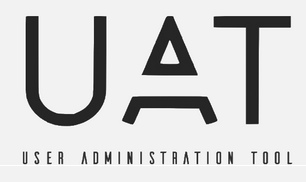 UAT
USER ADMINISTRATION TOOL